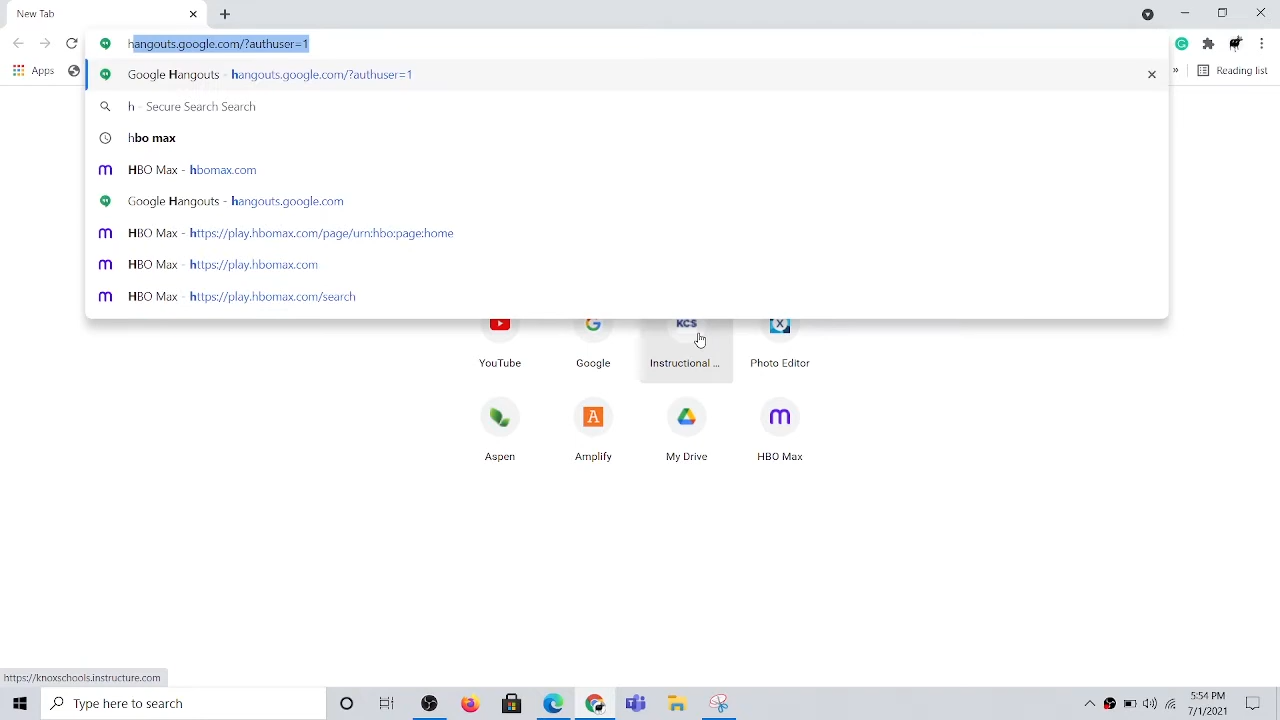 New Tab
hangouts.google.com/?authuser=1
Google Hangouts - hangouts.google.com/?authuser=1
Apps
Reading list
h - Secure Search Search
hbo max
HBO Max - hbomax.com
Google Hangouts - hangouts.google.com
HBO Max - https://play.hbomax.com/page/urn:hbo:page:home
HBO Max - https://play.hbomax.com
HBO Max - https://play.hbomax.com/search
KCS
YouTube
Google
Instructional ...
Photo Editor
A
Aspen
Amplify
My Drive
HBO Max
https://knoxschools.instructure.com
Type here to search
5:54 PM
7/1/2021